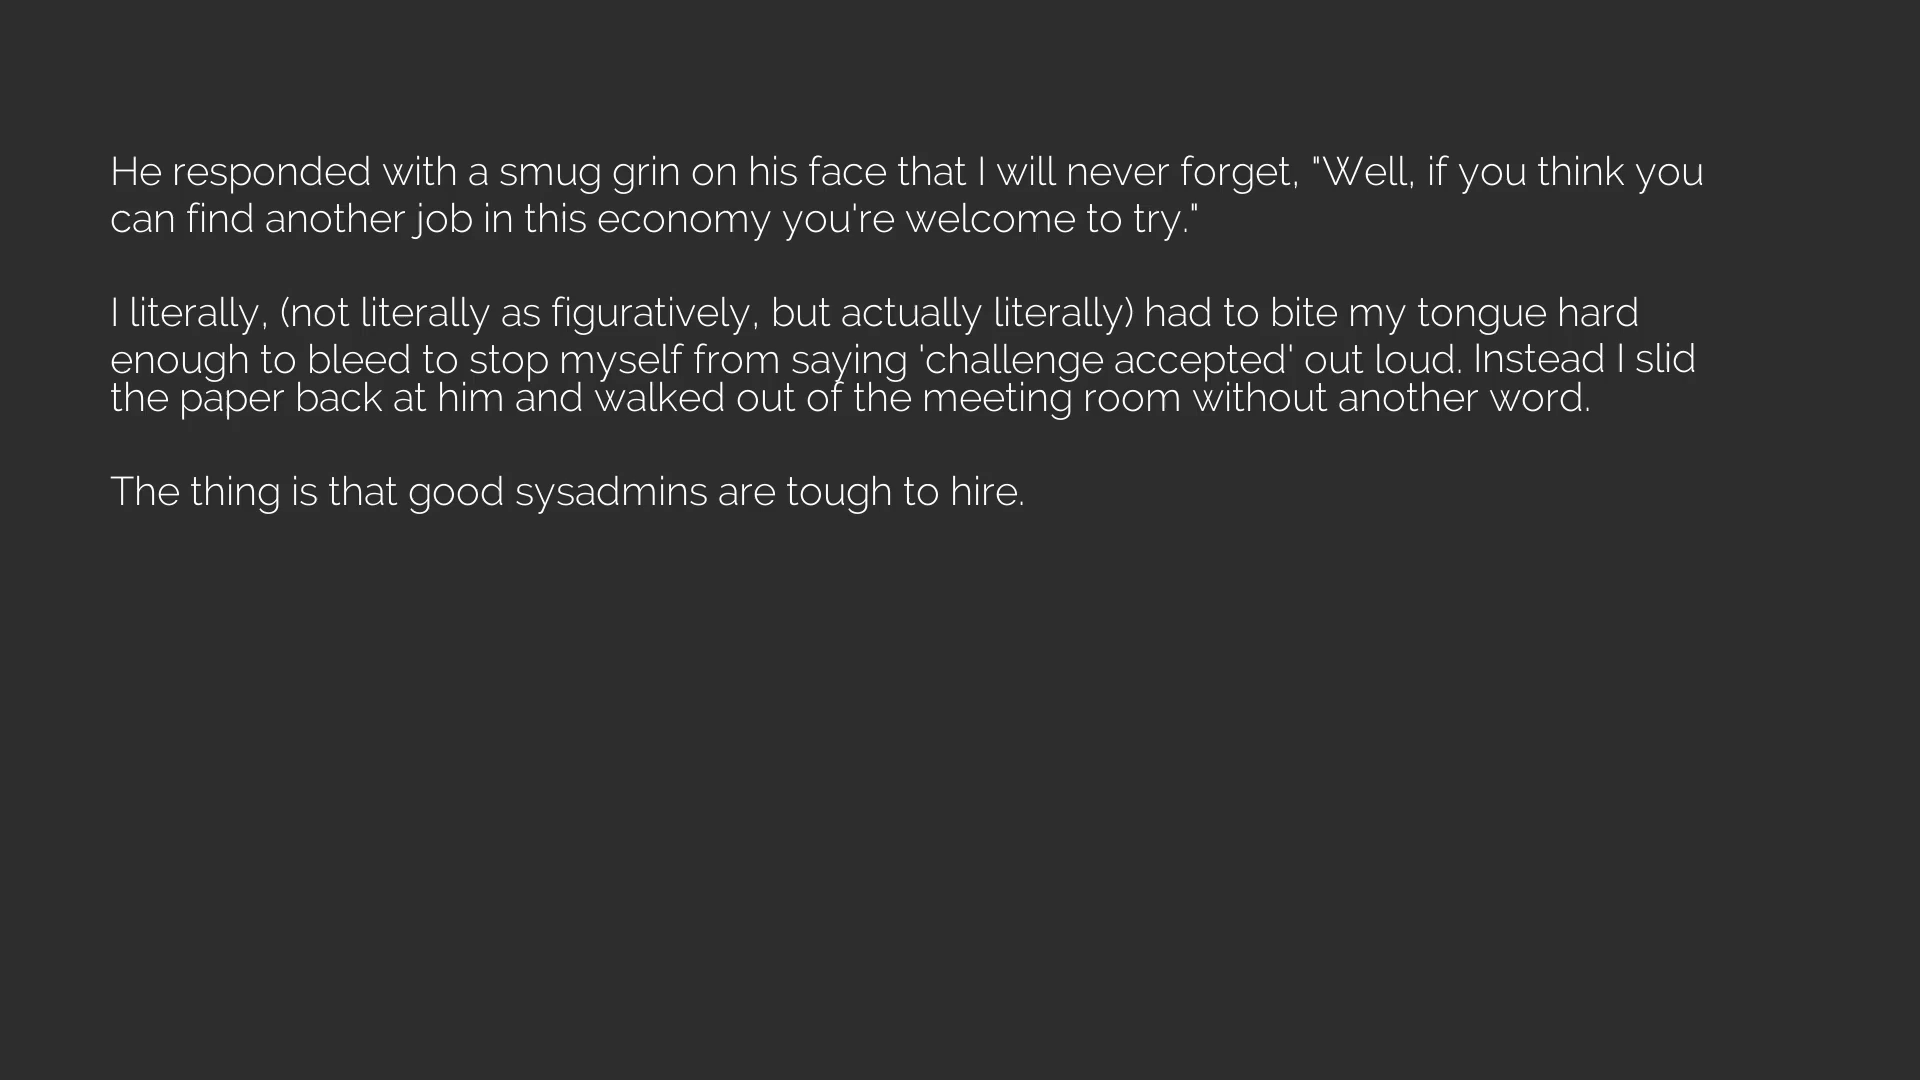 He responded with a smug grin on his face that I will never forget, "Well, if you think you
can find another job in this economy you're welcome to try."
I literally, (not literally as figuratively, but actually literally) had to bite my tongue hard
enough to bleed to stop myself from saying 'challenge accepted' out loud. Instead I slid
the paper back at him and walked out of the meeting room without another word.
The thing is that good sysadmins are tough to hire.